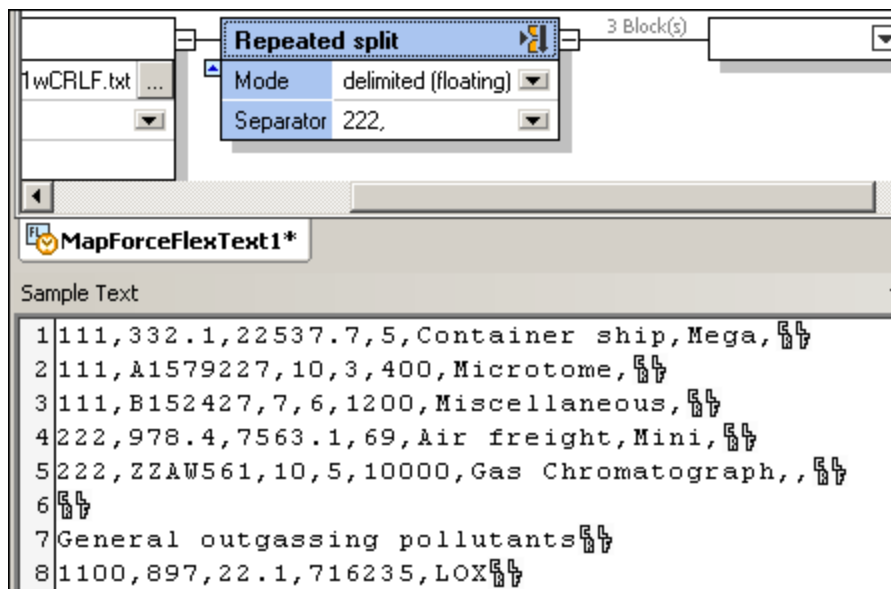 3 Block(s)
Repeated split
1wCRLF.txt ...
Mode delimited (floating)
Separator 222,
MapForceFlexText1*
Sample Text
1 111,332.1,22537.7,5,Container ship,Mega,␍␊
2 111,A1579227,10,3,400,Microtome,␍␊
3 111,B152427,7,6,1200,Miscellaneous,␍␊
4 222,978.4,7563.1,69,Air freight,Mini,␍␊
5 222,ZZAW561,10,5,10000,Gas Chromatograph,,␍␊
6 ␍␊
7 General outgassing pollutants␍␊
8 1100,897,22.1,716235,LOX␍␊